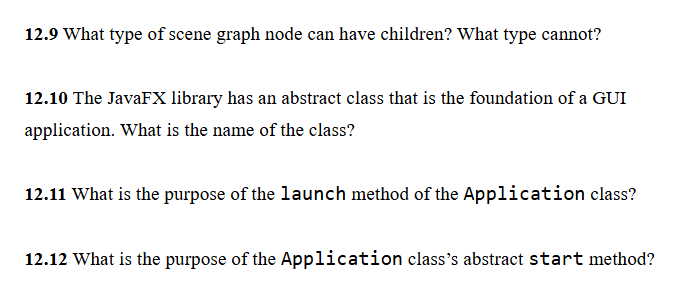 12.9 What type of scene graph node can have children? What type cannot?
12.10 The JavaFX library has an abstract class that is the foundation of a GUI
application. What is the name of the class?
12.11 What is the purpose of the launch method of the Application class?
12.12 What is the purpose of the Application class’s abstract start method?